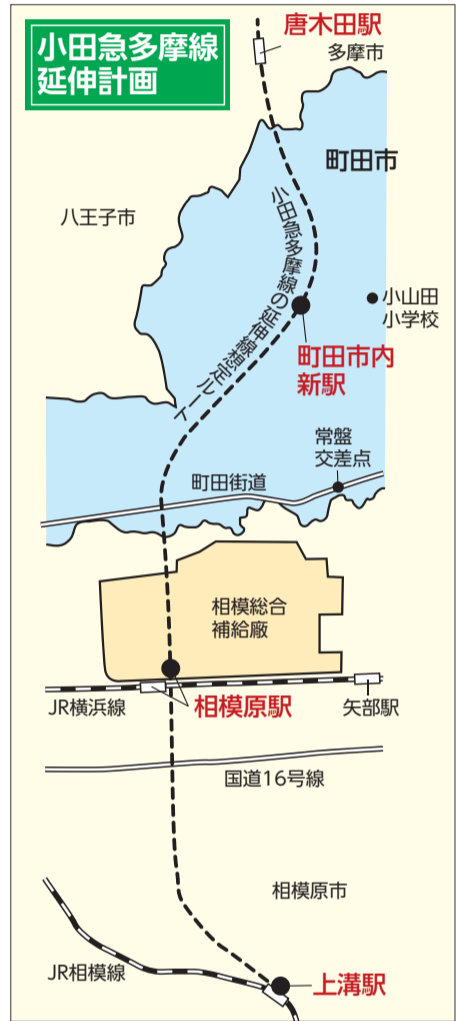 小田急多摩線
延伸計画
唐木田駅
多摩市
町田市
八王子市
小田急多摩線の延伸線想定ルート
小山田
小学校
町田市内
新駅
常盤
交差点
町田街道
相模総合
補給廠
相模原駅
JR横浜線
矢部駅
国道16号線
相模原市
JR相模線
上溝駅